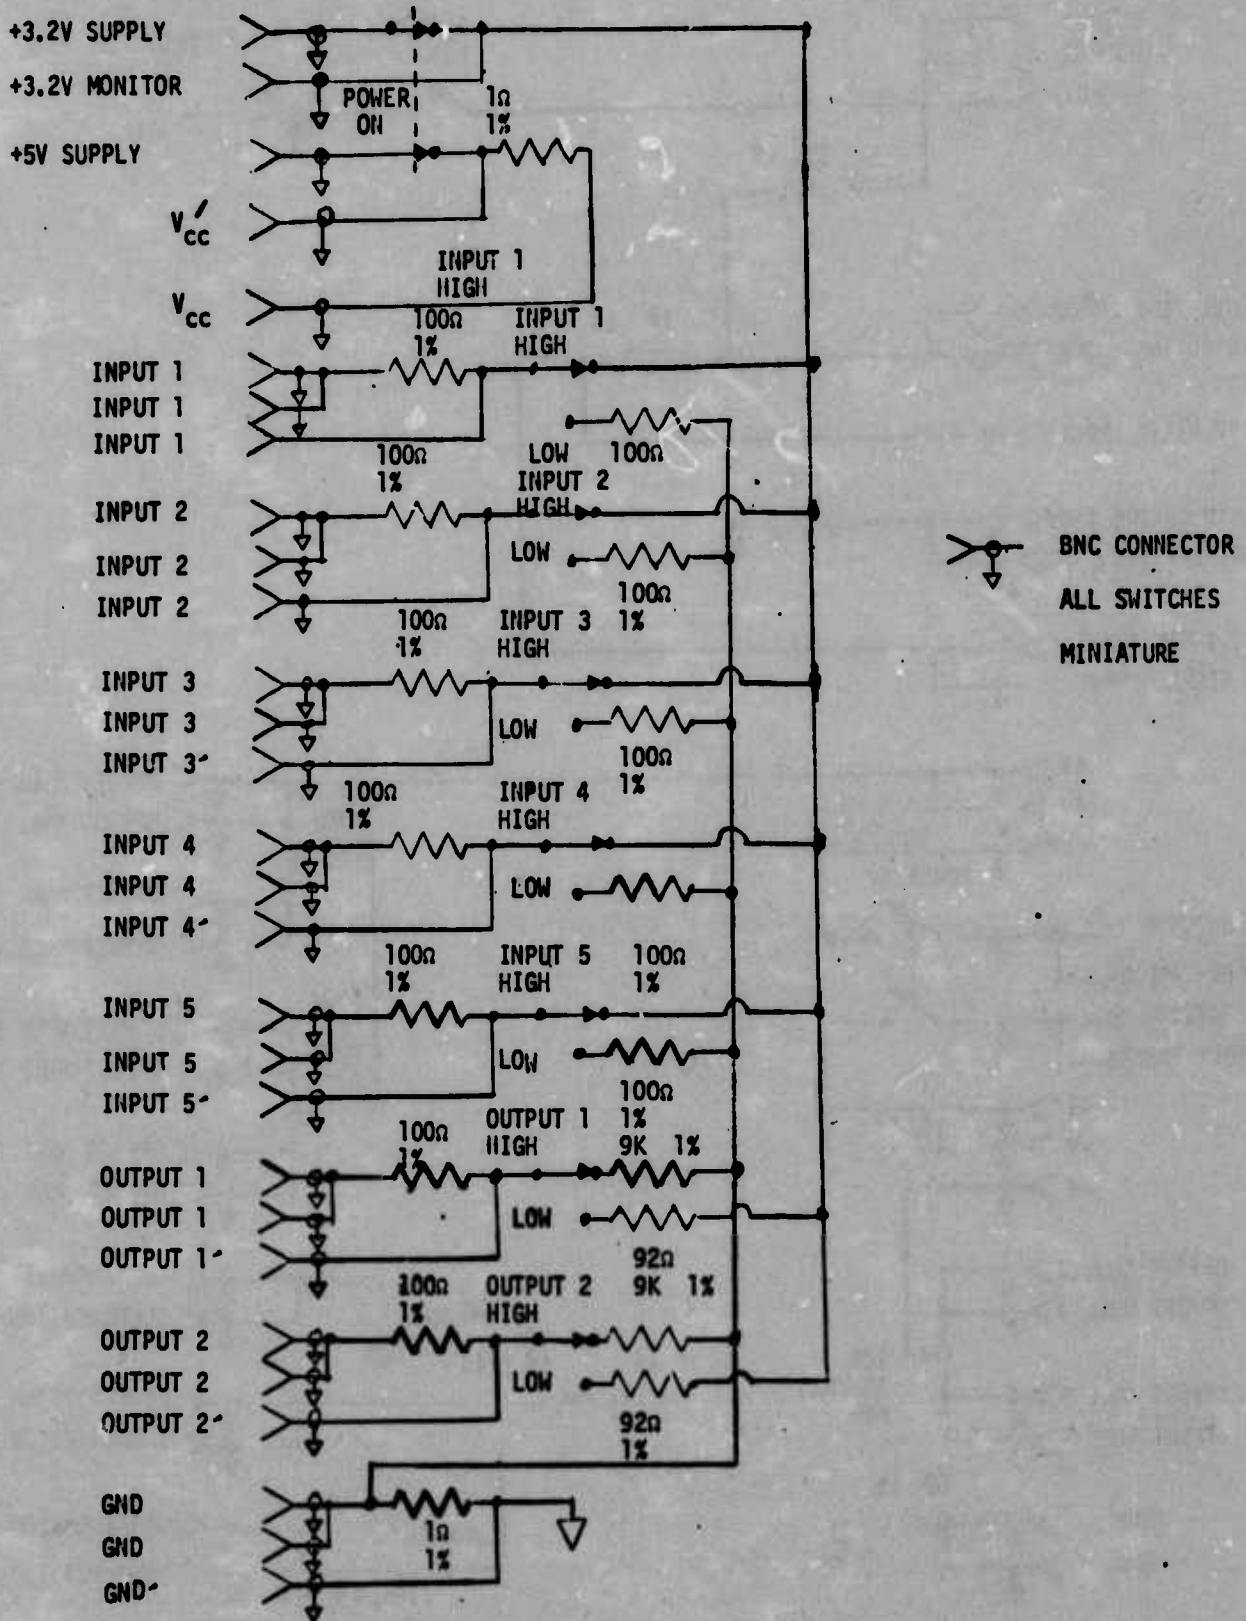 +3.2V SUPPLY
+3.2V MONITOR
POWER
ON
1Ω
1%
+5V SUPPLY
V'cc
INPUT 1
HIGH
Vcc
100Ω
1%
INPUT 1
HIGH
INPUT 1
INPUT 1
INPUT 1
LOW
100Ω
100Ω
1%
INPUT 2
HIGH
INPUT 2
LOW
INPUT 2
100Ω
1%
INPUT 2
100Ω
1%
INPUT 3
HIGH
INPUT 3
INPUT 3
LOW
INPUT 3'
100Ω
1%
100Ω
1%
INPUT 4
HIGH
INPUT 4
INPUT 4
LOW
INPUT 4'
100Ω
1%
INPUT 5
HIGH
100Ω
1%
INPUT 5
INPUT 5
LOW
INPUT 5'
100Ω
1%
100Ω
1%
OUTPUT 1
HIGH
9K 1%
OUTPUT 1
OUTPUT 1
LOW
OUTPUT 1'
92Ω
100Ω
1%
OUTPUT 2
HIGH
9K 1%
OUTPUT 2
OUTPUT 2
LOW
OUTPUT 2'
92Ω
1%
GND
GND
1Ω
1%
GND'
BNC CONNECTOR
ALL SWITCHES
MINIATURE